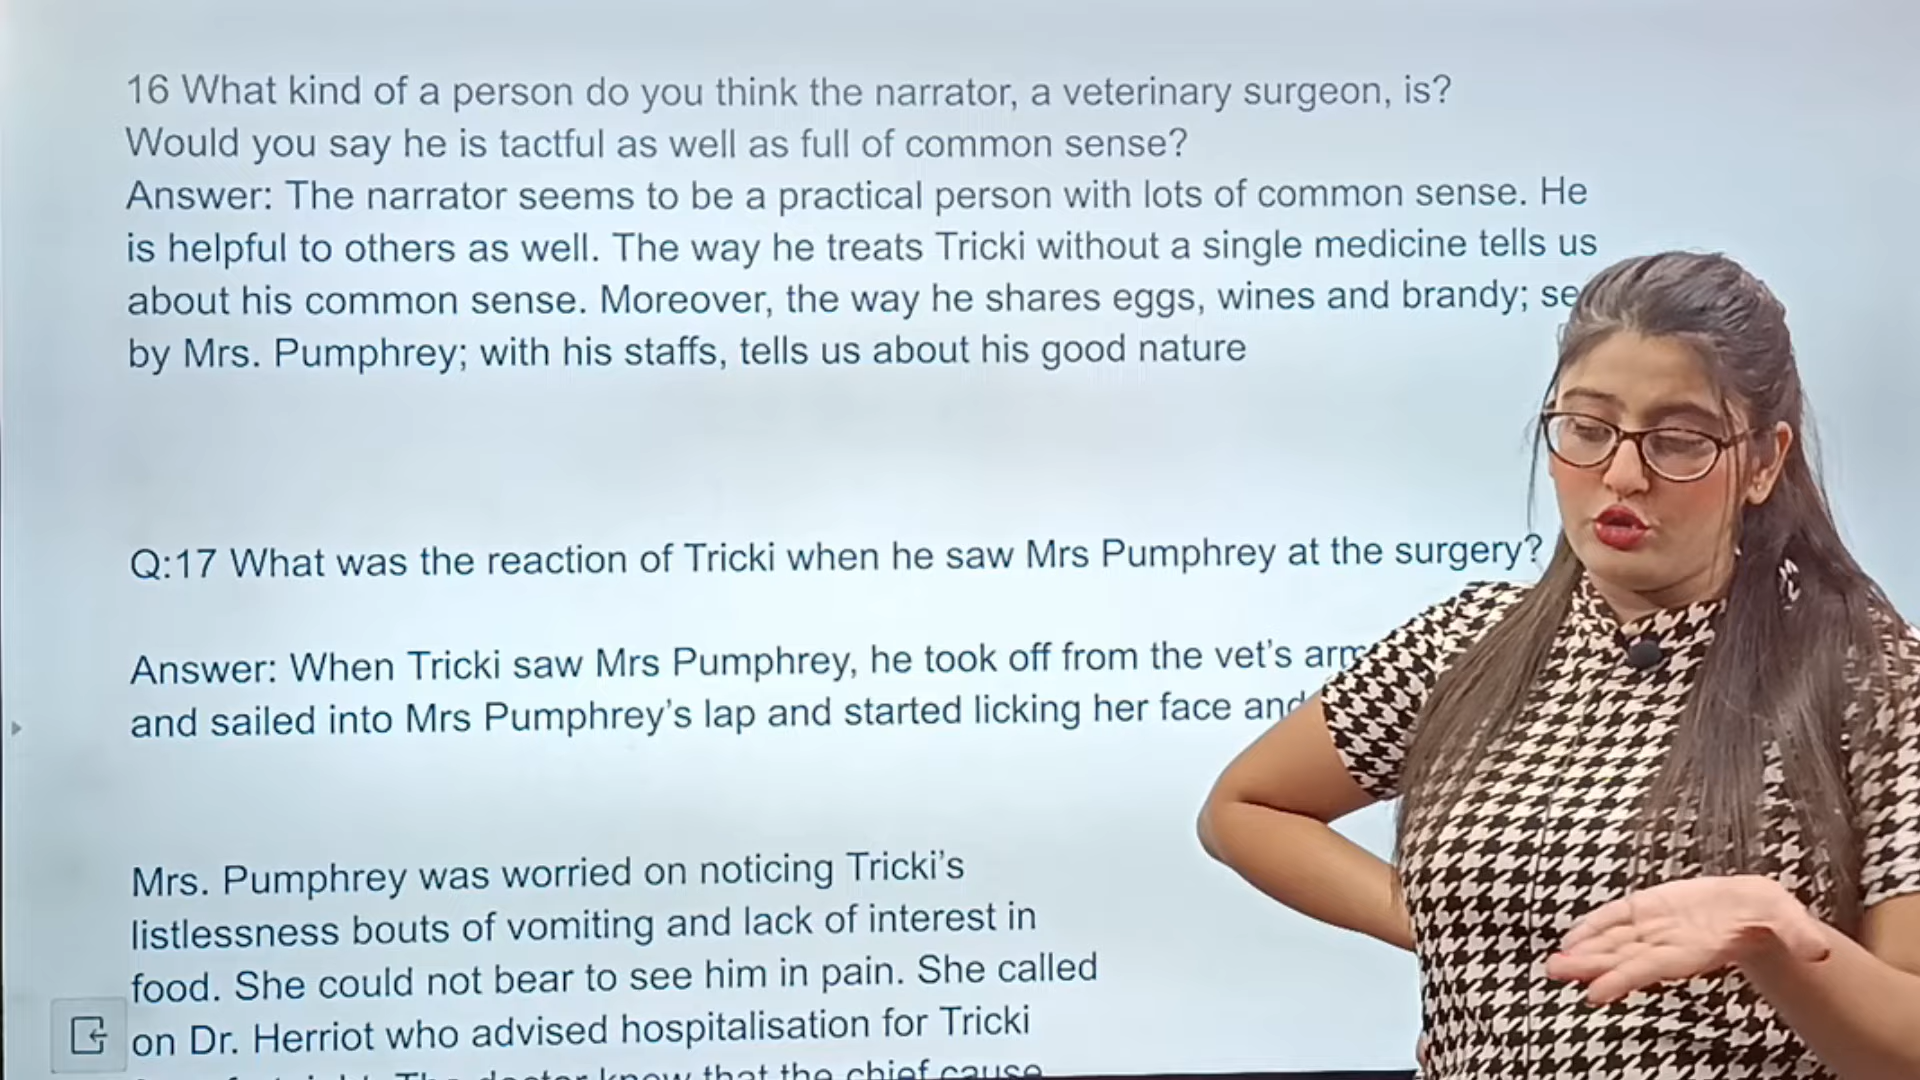 16 What kind of a person do you think the narrator, a veterinary surgeon, is?
Would you say he is tactful as well as full of common sense?
Answer: The narrator seems to be a practical person with lots of common sense. He
is helpful to others as well. The way he treats Tricki without a single medicine tells us
about his common sense. Moreover, the way he shares eggs, wines and brandy;
by Mrs. Pumphrey; with his staffs, tells us about his good nature
Q:17 What was the reaction of Tricki when he saw Mrs Pumphrey at the surgery?
Answer: When Tricki saw Mrs Pumphrey, he took off from the vet's
and sailed into Mrs Pumphrey's lap and started licking her face and
Mrs. Pumphrey was worried on noticing Tricki's
listlessness bouts of vomiting and lack of interest in
food. She could not bear to see him in pain. She called
on Dr. Herriot who advised hospitalisation for Tricki
The doctor knew that the chief cause